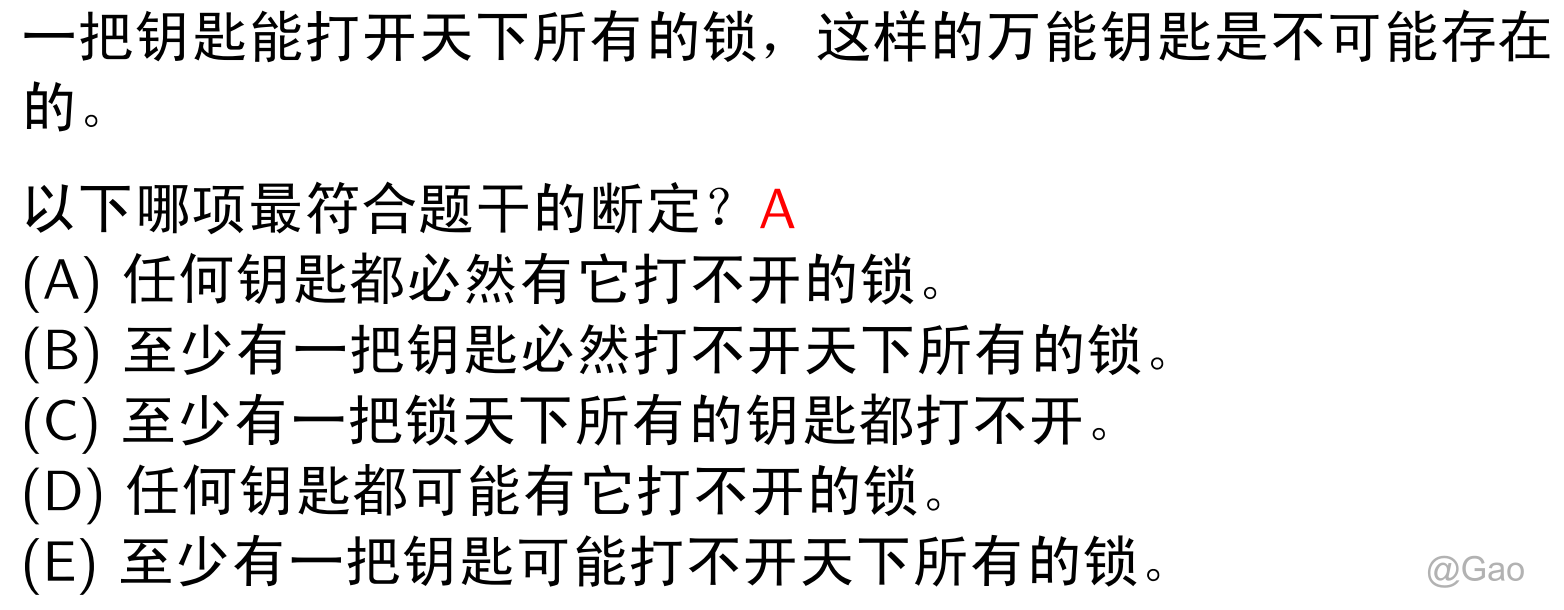 一把钥匙能打开天下所有的锁，这样的万能钥匙是不可能存在
的。
以下哪项最符合题干的断定？A
(A) 任何钥匙都必然有它打不开的锁。
(B) 至少有一把钥匙必然打不开天下所有的锁。
(C) 至少有一把锁天下所有的钥匙都打不开。
(D) 任何钥匙都可能有它打不开的锁。
(E) 至少有一把钥匙可能打不开天下所有的锁。
@Gao